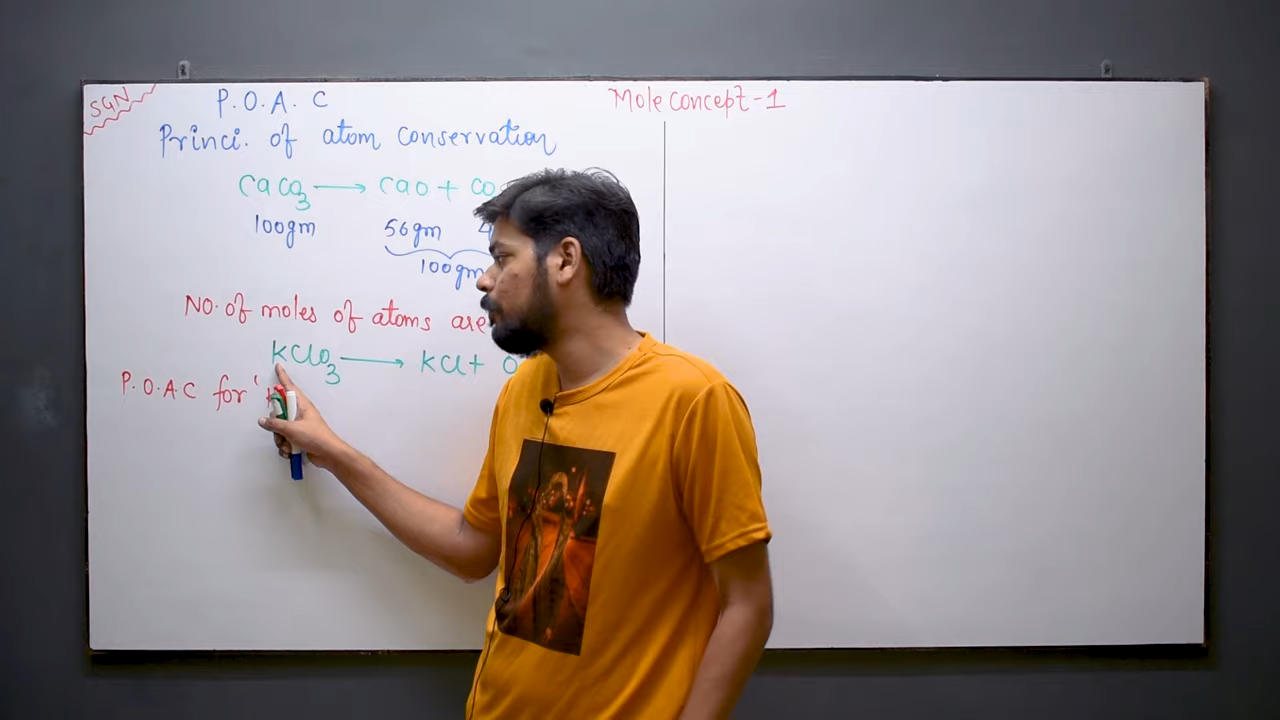 SGN
P.O.A.C
Mole Concept-1
Princi. of atom conservation
CaCO3 ⟶ CaO + CO
100gm 56gm 4
100gm
No. of moles of atoms are
KClO3 ⟶ KCl + O
P.O.A.C for 'K